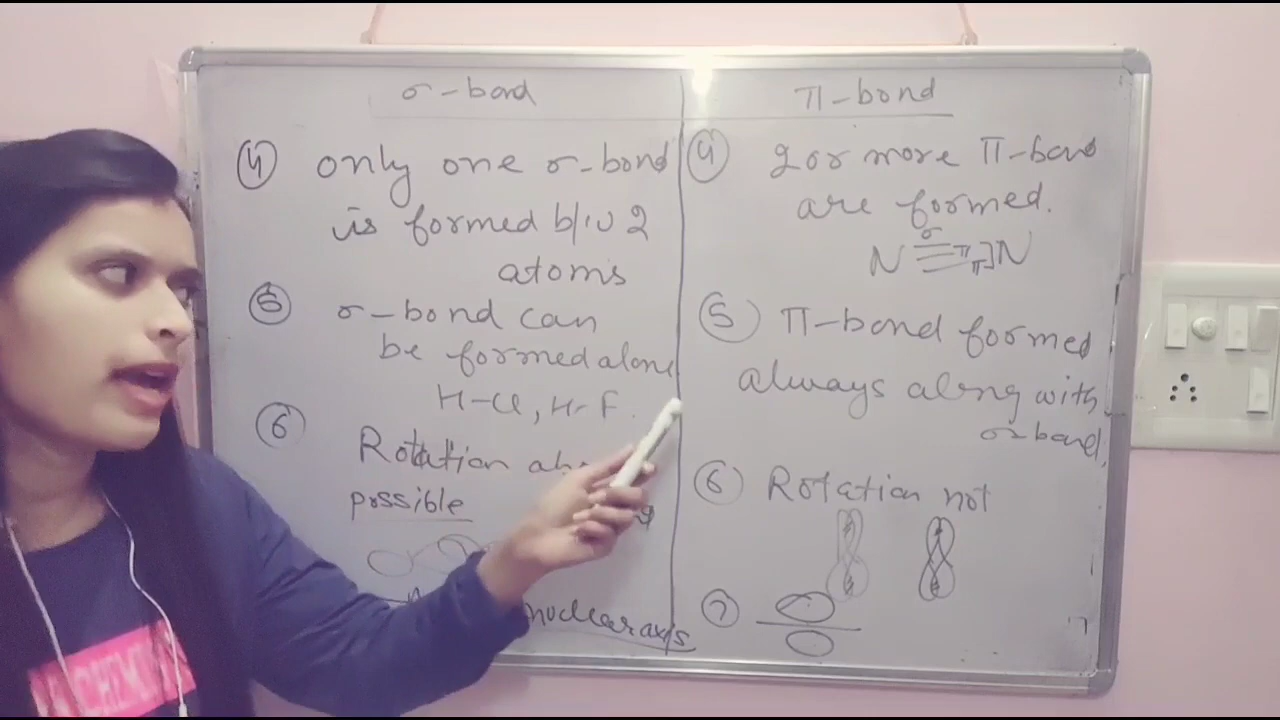 σ-bond
④ only one σ-bond
is formed b/w 2
atoms
⑤ σ-bond can
be formed alone
H-Cl, H-F.
⑥ Rotation
possible
nuclear axis
π-bond
④ 2 or more π-bond
are formed.
σ
N≡N
π
π
⑤ π-bond formed
always along with
σ bond.
⑥ Rotation not
⑦